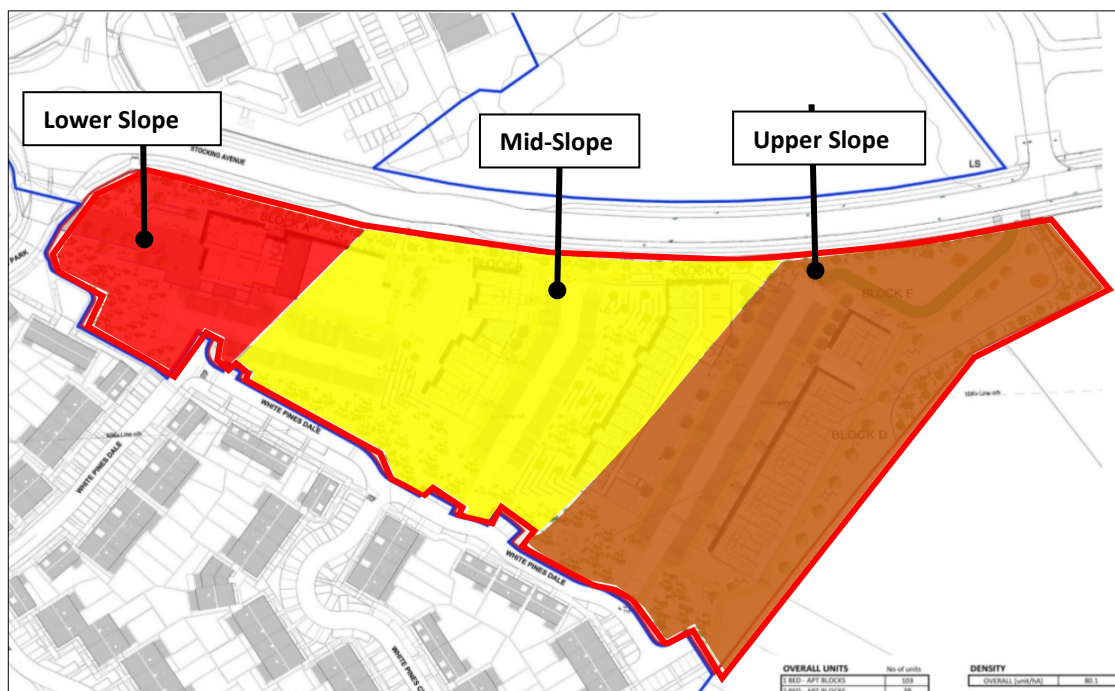 Lower Slope
Mid-Slope
Upper Slope
STOCKING AVENUE
LS
PARK
BLOCK A
BLOCK C
BLOCK E
BLOCK D
WHITE PINES DALE
WHITE PINES DALE
WHITE PINES DALE
OVERALL UNITS No of units
1 BED - APT BLOCKS 103
DENSITY
OVERALL [unit/hA] 80.1